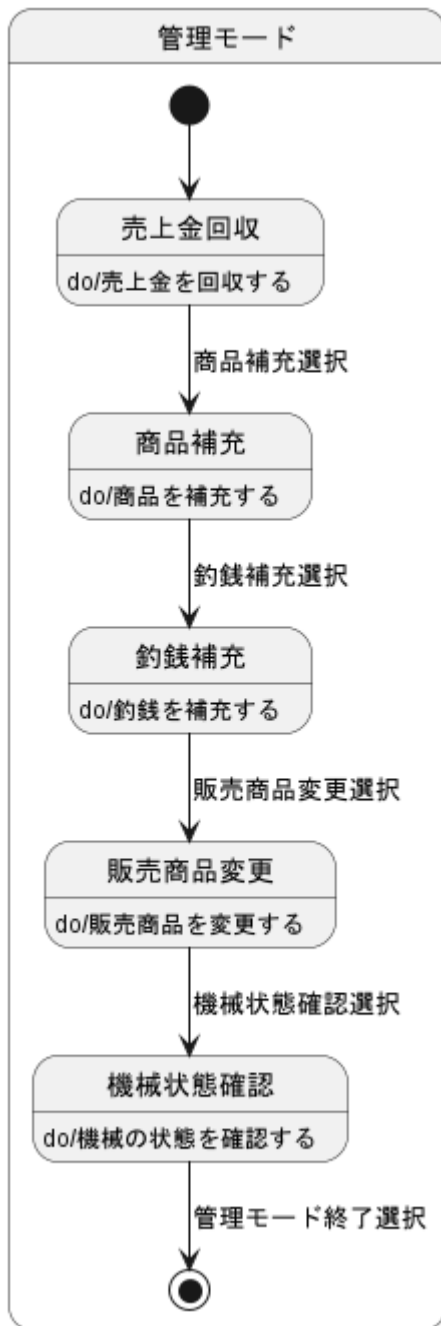 管理モード
売上金回収
do/売上金を回収する
商品補充選択
商品補充
do/商品を補充する
釣銭補充選択
釣銭補充
do/釣銭を補充する
販売商品変更選択
販売商品変更
do/販売商品を変更する
機械状態確認選択
機械状態確認
do/機械の状態を確認する
管理モード終了選択